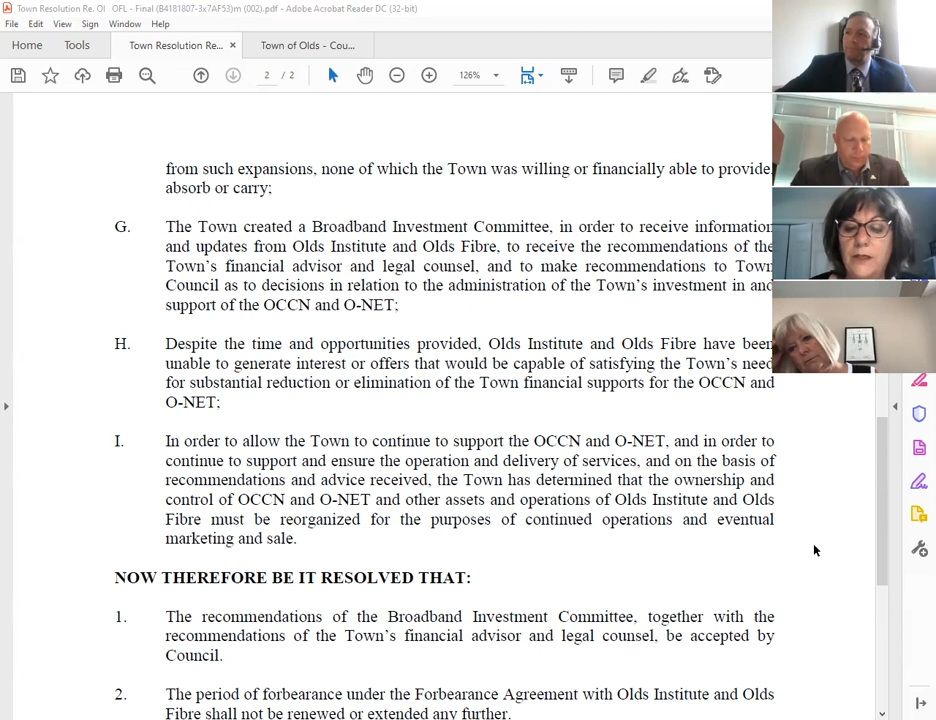 Town Resolution Re. Ol OFL - Final (B4181807-3x7AF53)m (002).pdf - Adobe Acrobat Reader DC (32-bit)
File Edit View Sign Window Help
Home Tools Town Resolution Re... × Town of Olds - Cou...
2 / 2 126%
from such expansions, none of which the Town was willing or financially able to provide,
absorb or carry;
G. The Town created a Broadband Investment Committee, in order to receive information
and updates from Olds Institute and Olds Fibre, to receive the recommendations of the
Town's financial advisor and legal counsel, and to make recommendations to Town
Council as to decisions in relation to the administration of the Town's investment in and
support of the OCCN and O-NET;
H. Despite the time and opportunities provided, Olds Institute and Olds Fibre have been
unable to generate interest or offers that would be capable of satisfying the Town's need
for substantial reduction or elimination of the Town financial supports for the OCCN and
O-NET;
I. In order to allow the Town to continue to support the OCCN and O-NET, and in order to
continue to support and ensure the operation and delivery of services, and on the basis of
recommendations and advice received, the Town has determined that the ownership and
control of OCCN and O-NET and other assets and operations of Olds Institute and Olds
Fibre must be reorganized for the purposes of continued operations and eventual
marketing and sale.
NOW THEREFORE BE IT RESOLVED THAT:
1. The recommendations of the Broadband Investment Committee, together with the
recommendations of the Town's financial advisor and legal counsel, be accepted by
Council.
2. The period of forbearance under the Forbearance Agreement with Olds Institute and Olds
Fibre shall not be renewed or extended any further.